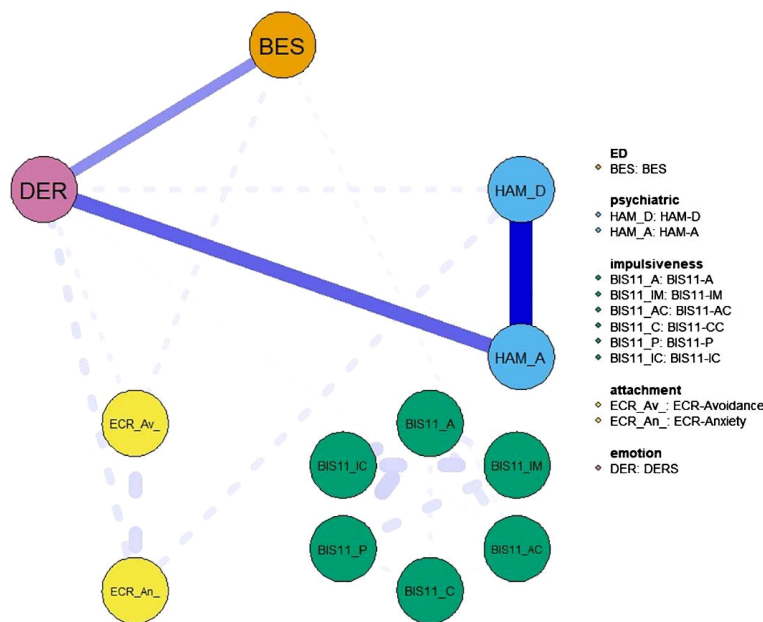 BES
DER
HAM_D
HAM_A
ECR_Av_
ECR_An_
BIS11_A
BIS11_IC
BIS11_IM
BIS11_P
BIS11_AC
BIS11_C
ED
BES: BES
psychiatric
HAM_D: HAM-D
HAM_A: HAM-A
impulsiveness
BIS11_A: BIS11-A
BIS11_IM: BIS11-IM
BIS11_AC: BIS11-AC
BIS11_C: BIS11-CC
BIS11_P: BIS11-P
BIS11_IC: BIS11-IC
attachment
ECR_Av_: ECR-Avoidance
ECR_An_: ECR-Anxiety
emotion
DER: DERS